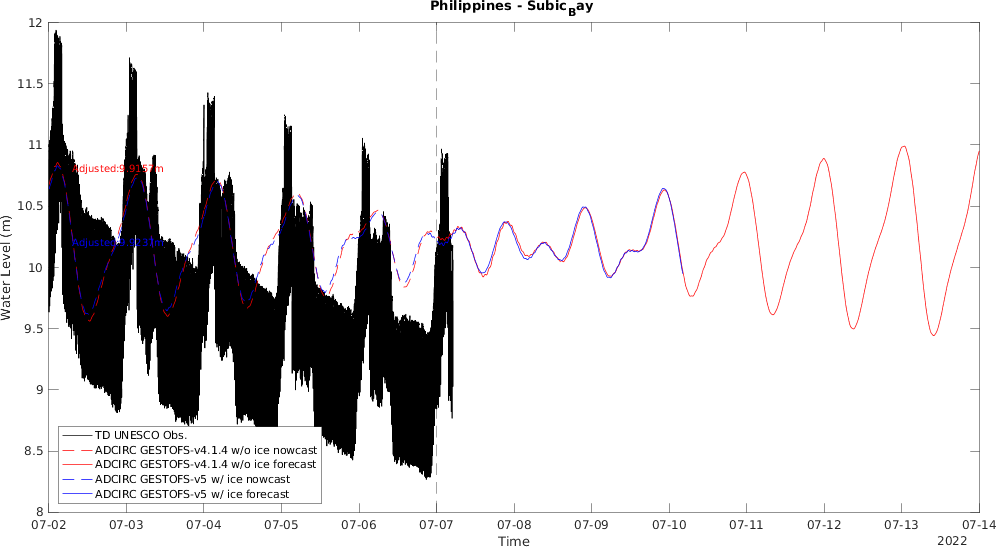 Philippines - Subic_Bay
Water Level (m)
12
11.5
11
10.5
10
9.5
9
8.5
8
Adjusted:9.9157m
TD UNESCO Obs.
ADCIRC GESTOFS-v4.1.4 w/o ice nowcast
ADCIRC GESTOFS-v4.1.4 w/o ice forecast
ADCIRC GESTOFS-v5 w/ ice nowcast
ADCIRC GESTOFS-v5 w/ ice forecast
07-02 07-03 07-04 07-05 07-06 07-07 07-08 07-09 07-10 07-11 07-12 07-13 07-14
Time
2022